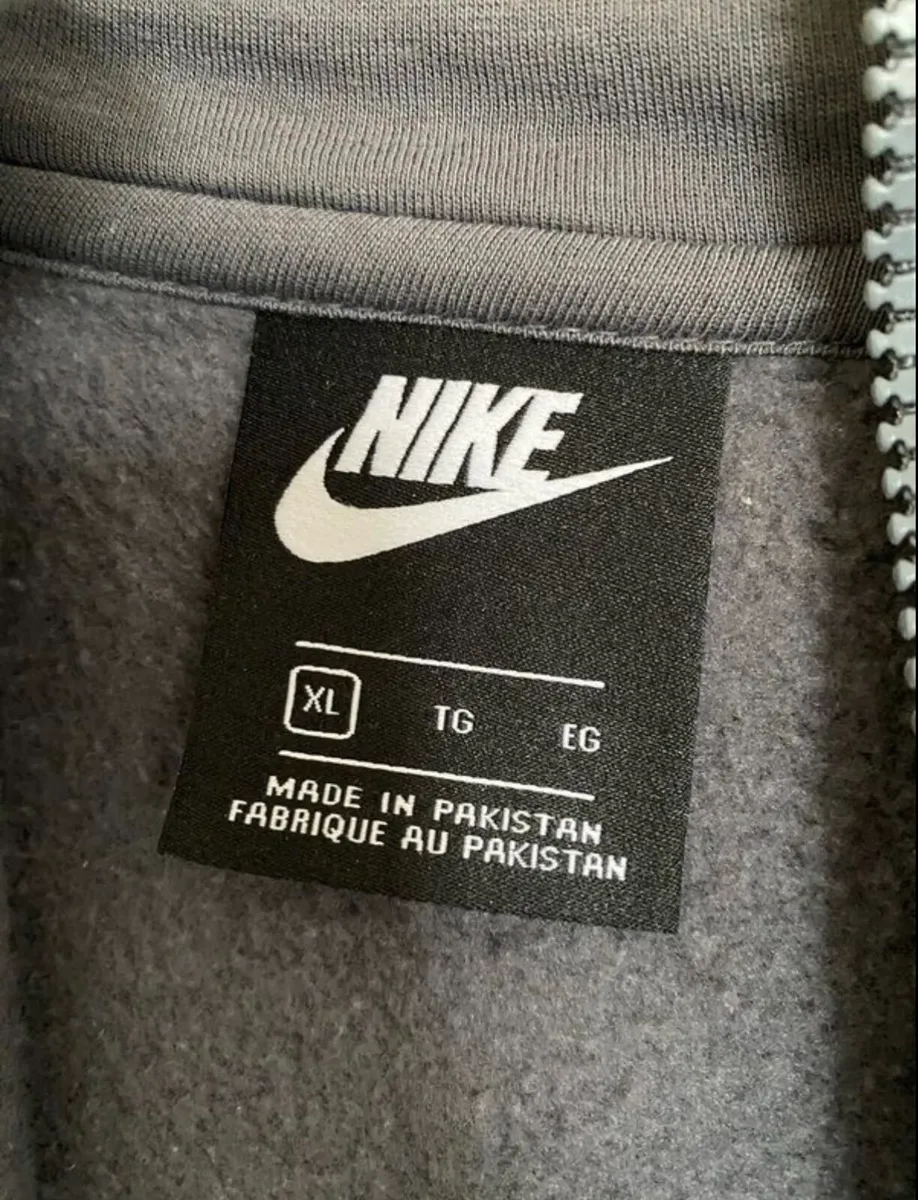 NIKE
XL TG EG
MADE IN PAKISTAN
FABRIQUE AU PAKISTAN